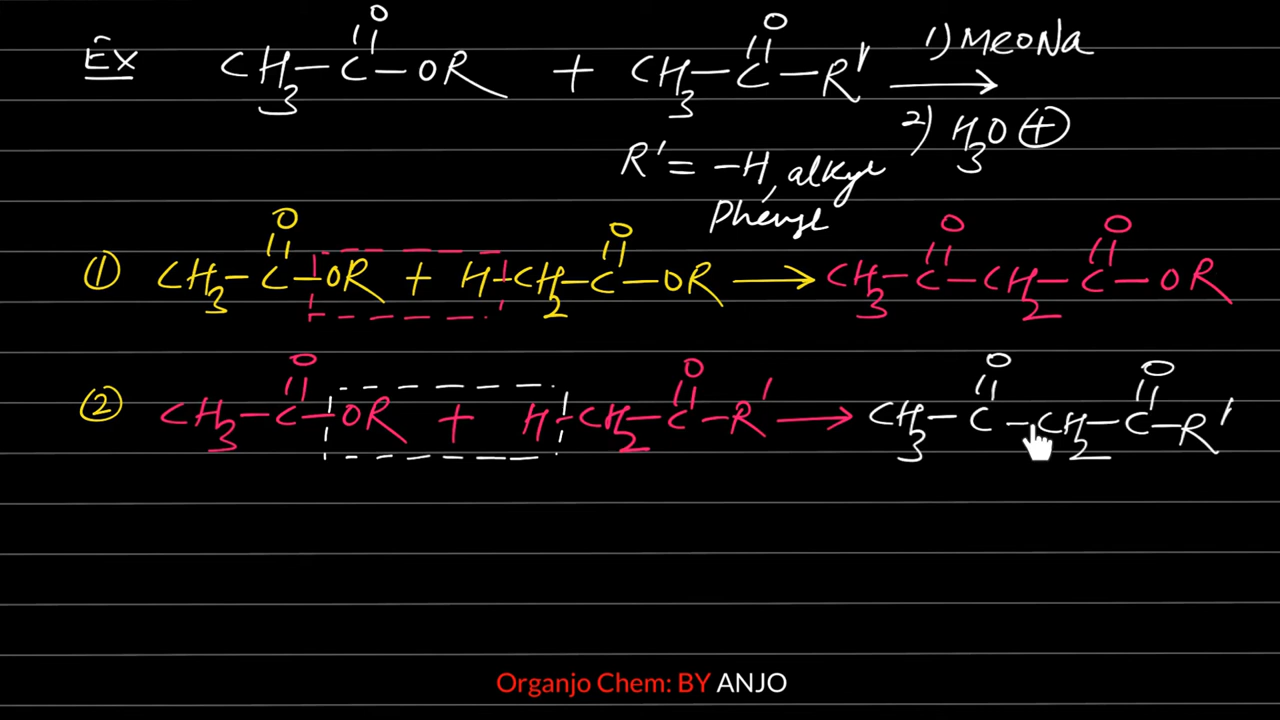 Ex CH3-C(=O)-OR + CH3-C(=O)-R' 1) MeONa
2) H3O⊕
R' = -H, alkyl
Phenyl
① CH3-C(=O)-OR + H-CH2-C(=O)-OR → CH3-C(=O)-CH2-C(=O)-OR
② CH3-C(=O)-OR + H-CH2-C(=O)-R' → CH3-C(=O)-CH2-C(=O)-R'
Organjo Chem: BY ANJO